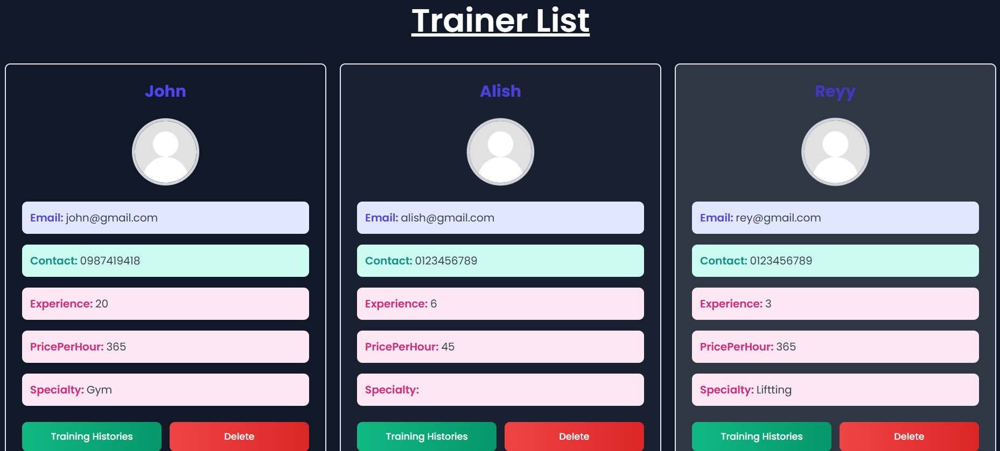 Trainer List
John
Email: john@gmail.com
Contact: 0987419418
Experience: 20
PricePerHour: 365
Specialty: Gym
Training Histories
Delete
Alish
Email: alish@gmail.com
Contact: 0123456789
Experience: 6
PricePerHour: 45
Specialty:
Training Histories
Delete
Reyy
Email: rey@gmail.com
Contact: 0123456789
Experience: 3
PricePerHour: 365
Specialty: Liftting
Training Histories
Delete